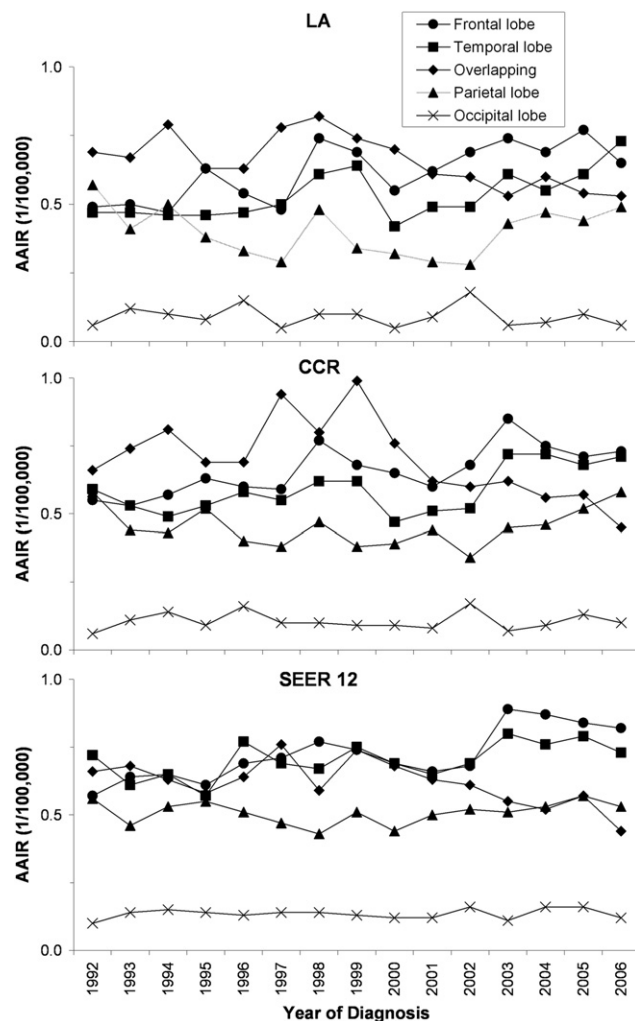 LA
Frontal lobe
Temporal lobe
Overlapping
Parietal lobe
Occipital lobe
1.0
0.5
0.0
AAIR (1/100,000)
CCR
1.0
0.5
0.0
AAIR (1/100,000)
SEER 12
1.0
0.5
0.0
AAIR (1/100,000)
1992
1993
1994
1995
1996
1997
1998
1999
2000
2001
2002
2003
2004
2005
2006
Year of Diagnosis